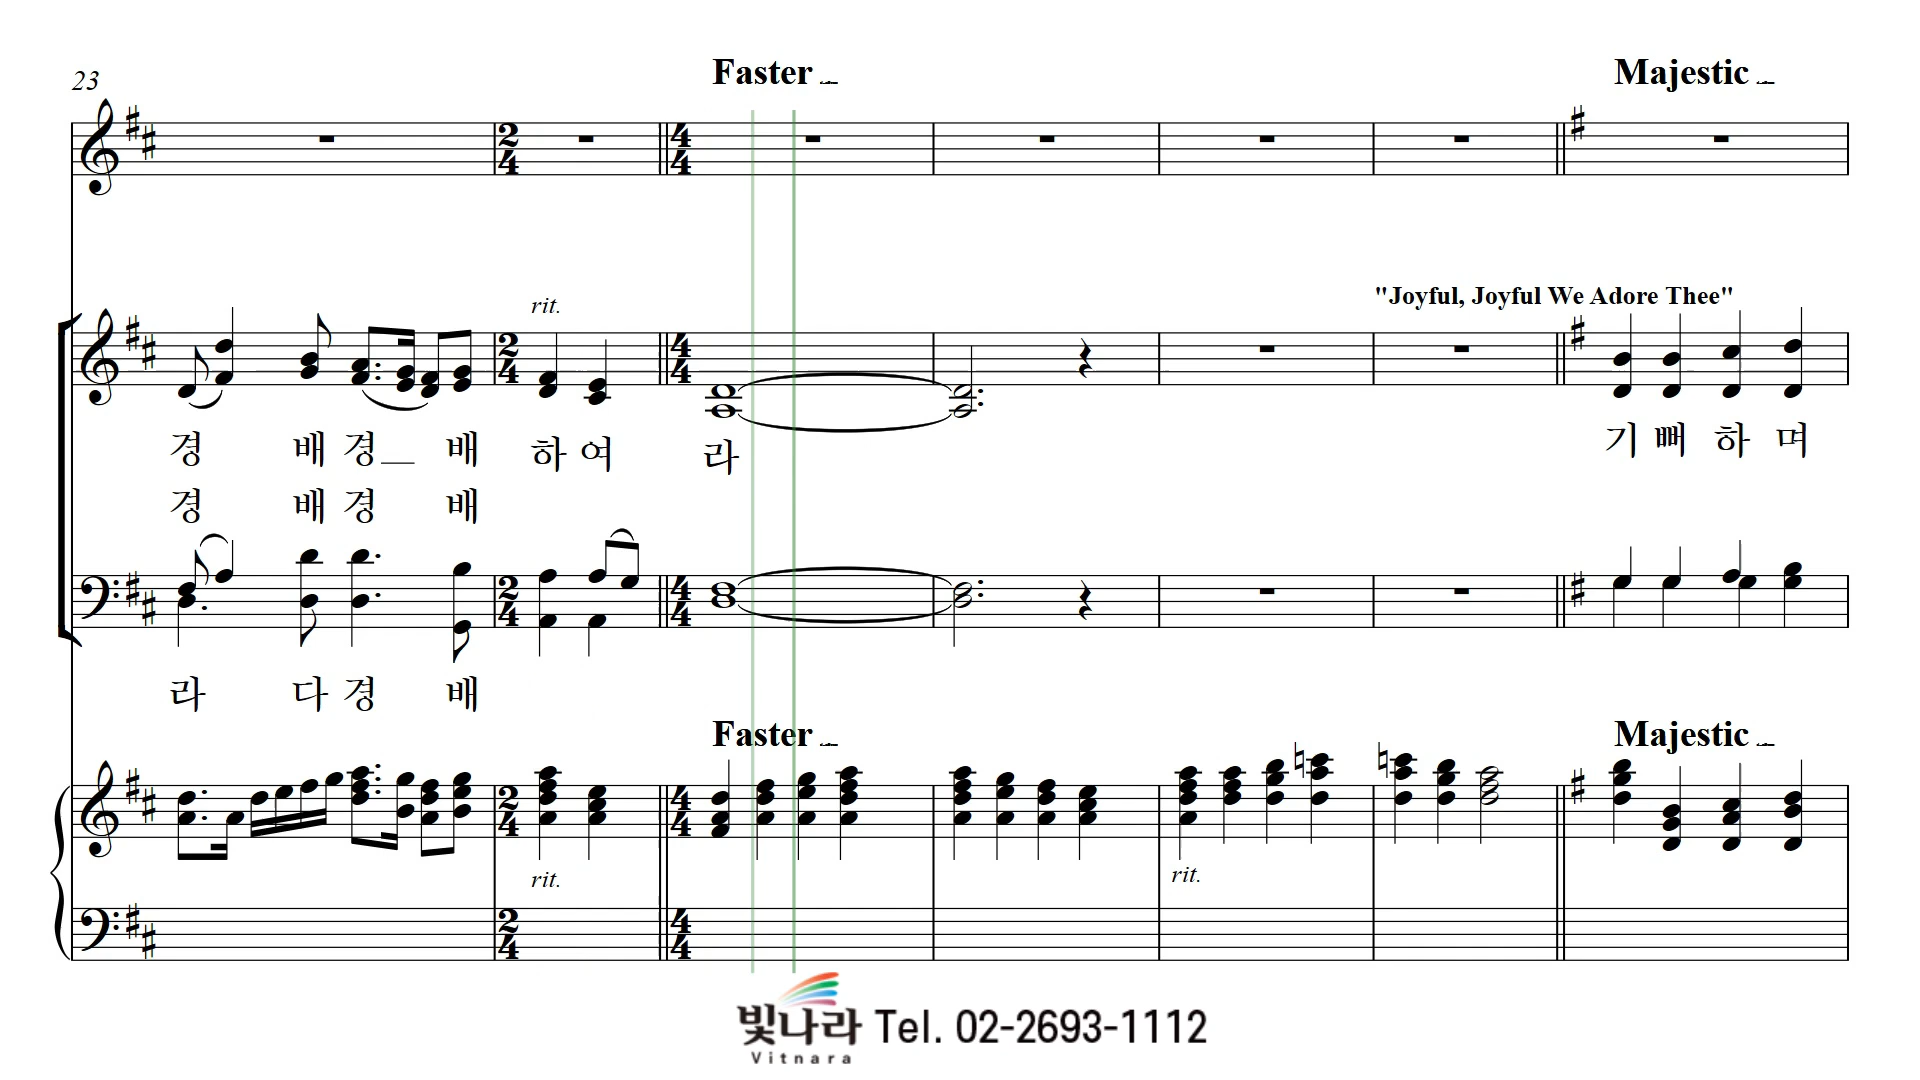 23
Faster
Majestic
"Joyful, Joyful We Adore Thee"
rit.
경 배 경 배 하 여 라
기 뻐 하 며
경 배 경 배
라 다 경 배
Faster
Majestic
rit.
rit.
빛나라 Tel. 02-2693-1112
Vitnara